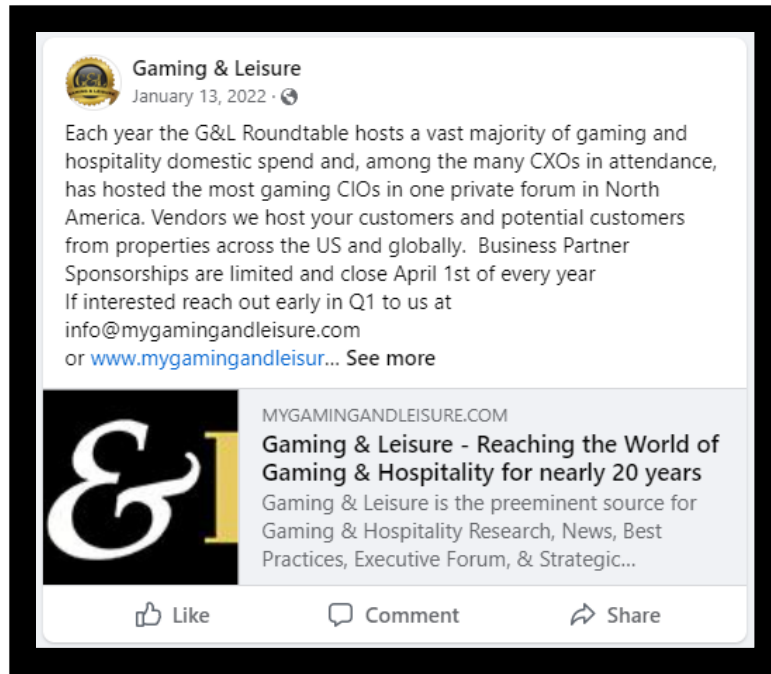 Gaming & Leisure
January 13, 2022 ·
Each year the G&L Roundtable hosts a vast majority of gaming and
hospitality domestic spend and, among the many CXOs in attendance,
has hosted the most gaming CIOs in one private forum in North
America. Vendors we host your customers and potential customers
from properties across the US and globally.  Business Partner
Sponsorships are limited and close April 1st of every year
If interested reach out early in Q1 to us at
info@mygamingandleisure.com
or www.mygamingandleisur... See more
&
MYGAMINGANDLEISURE.COM
Gaming & Leisure - Reaching the World of
Gaming & Hospitality for nearly 20 years
Gaming & Leisure is the preeminent source for
Gaming & Hospitality Research, News, Best
Practices, Executive Forum, & Strategic...
Like
Comment
Share